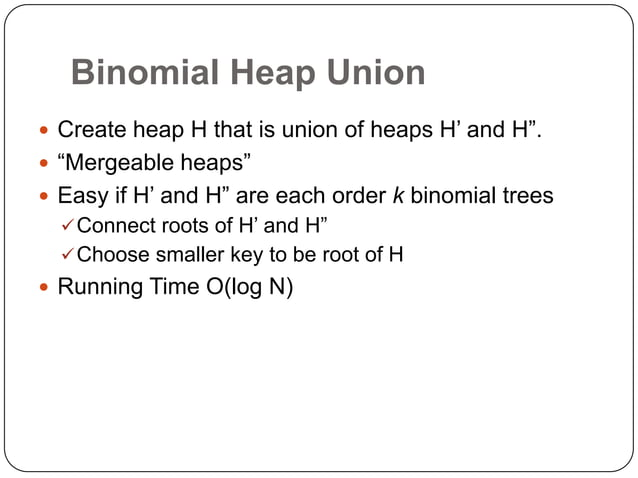 Binomial Heap Union
• Create heap H that is union of heaps H’ and H”.
• “Mergeable heaps”
• Easy if H’ and H” are each order k binomial trees
✓Connect roots of H’ and H”
✓Choose smaller key to be root of H
• Running Time O(log N)